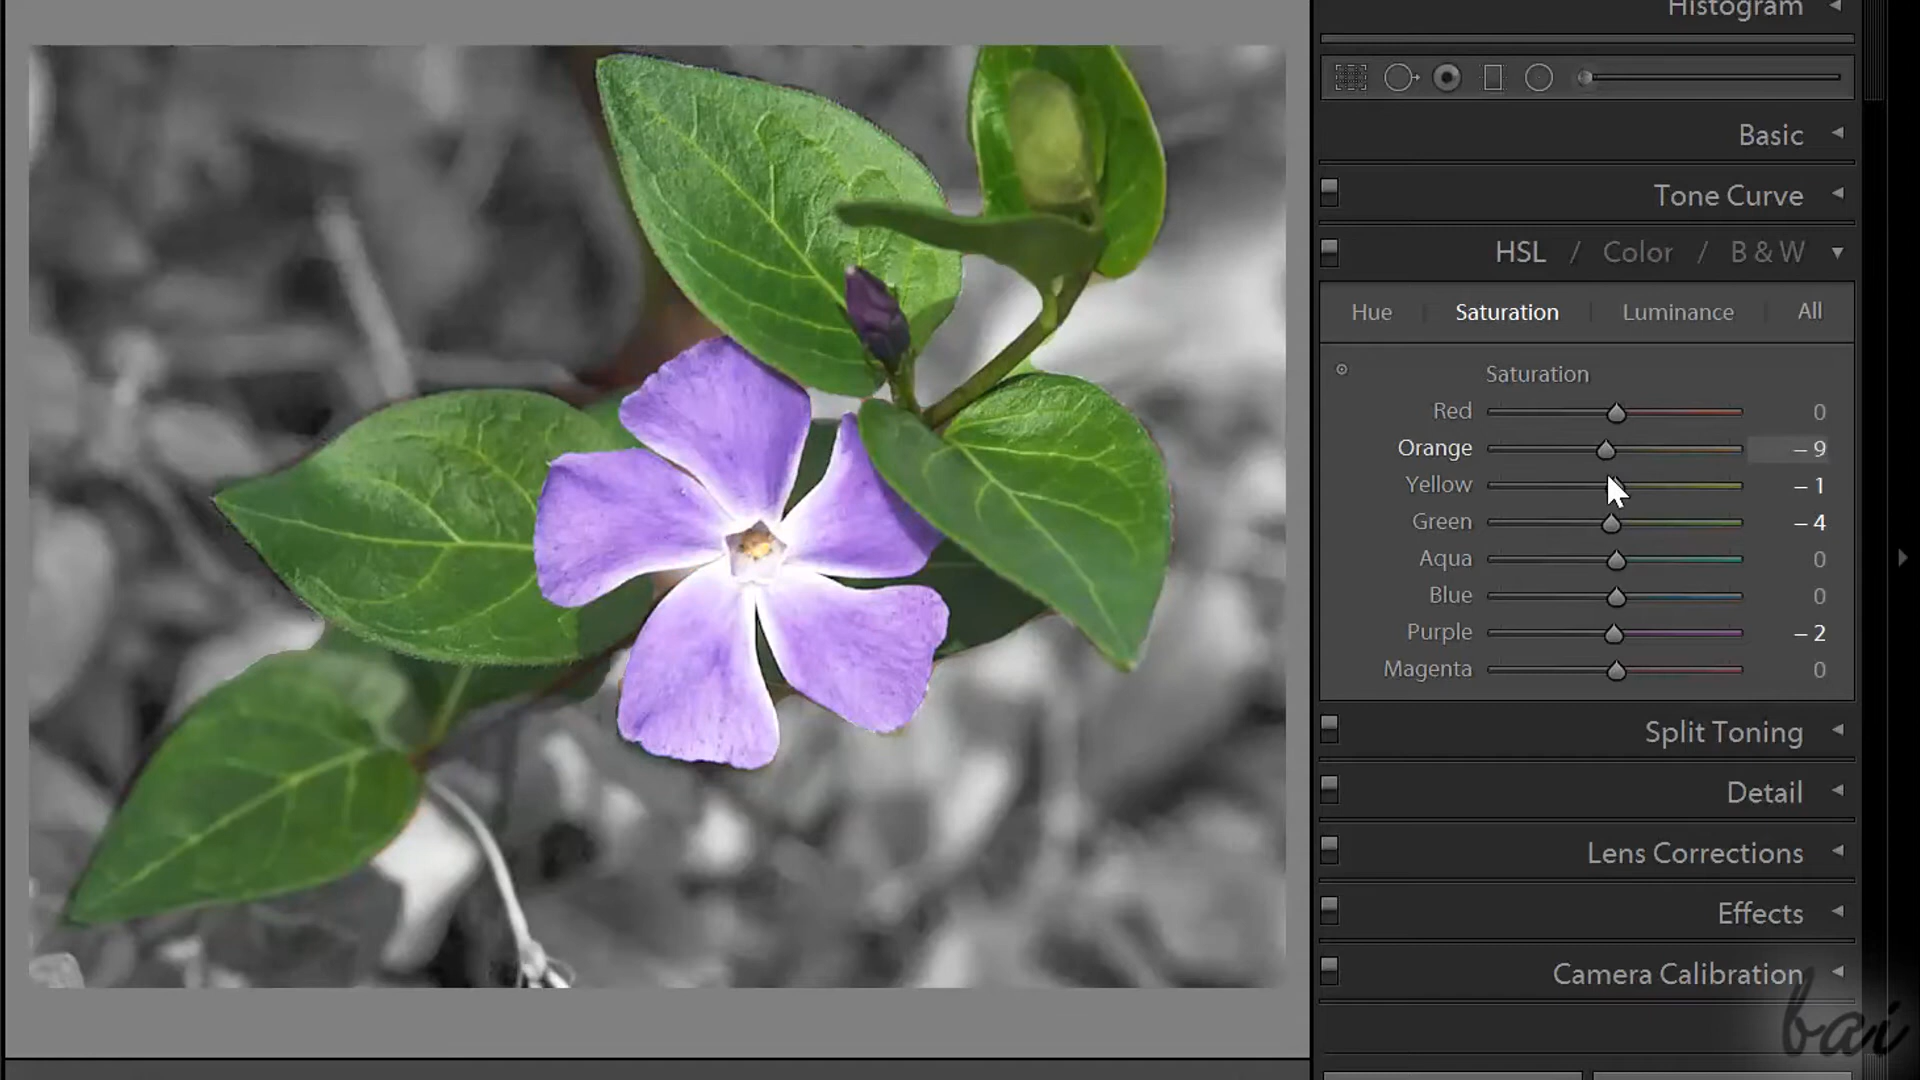 Histogram
Basic
Tone Curve
HSL / Color / B & W
Hue Saturation Luminance All
Saturation
Red 0
Orange – 9
Yellow – 1
Green – 4
Aqua 0
Blue 0
Purple – 2
Magenta 0
Split Toning
Detail
Lens Corrections
Effects
Camera Calibration
bai